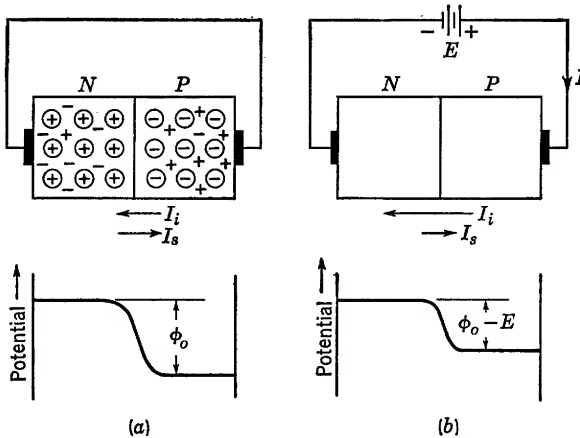 − +
E
N P
N P
I
+ + + − − −
+ + + − − −
+ + + − − −
I_i
I_s
I_i
I_s
Potential
ϕ_o
Potential
ϕ_o − E
(a)
(b)